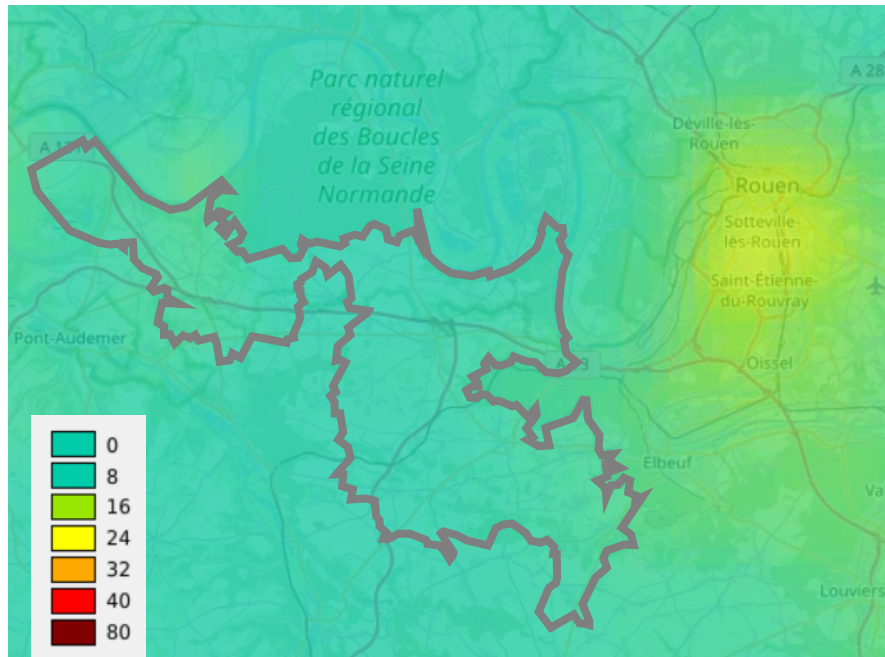 Parc naturel
régional
des Boucles
de la Seine
Normande
A 28
Déville-lès-
Rouen
Rouen
Sotteville-
lès-Rouen
Saint-Étienne-
du-Rouvray
Pont-Audemer
Oissel
Elbeuf
Louviers
0
8
16
24
32
40
80